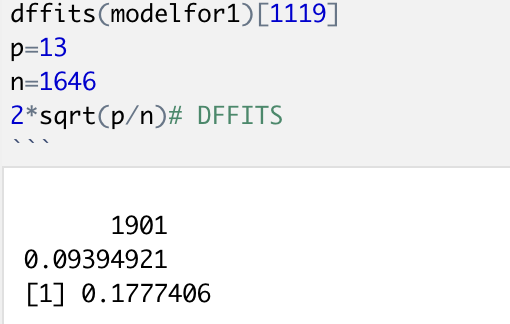 dffits(modelfor1)[1119]
p=13
n=1646
2*sqrt(p/n)# DFFITS
```
1901
0.09394921
[1] 0.1777406